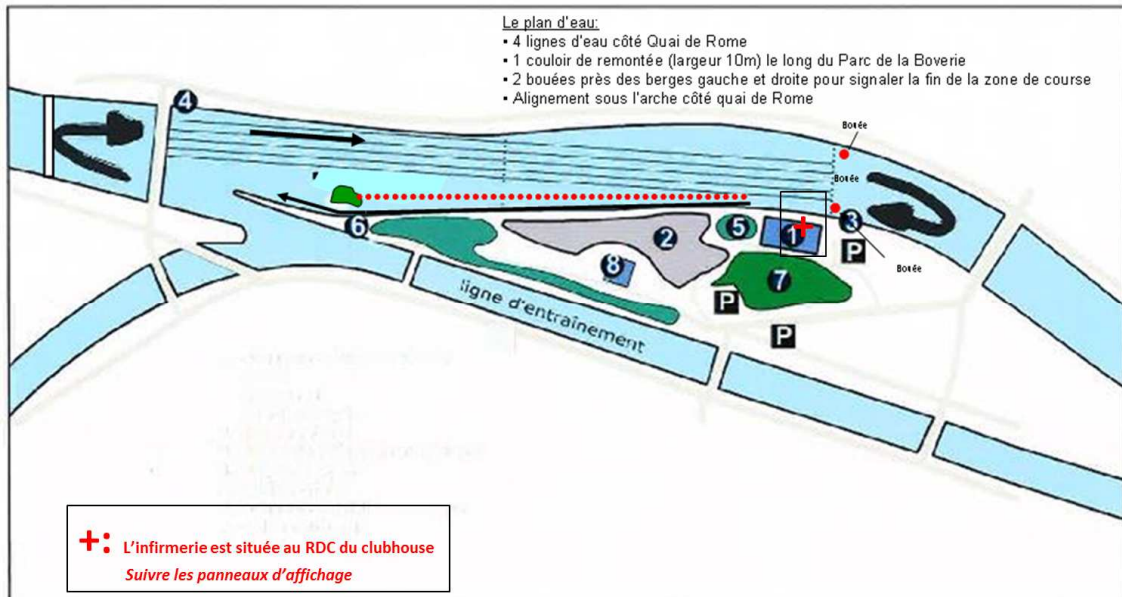 Le plan d'eau:
▪ 4 lignes d'eau côté Quai de Rome
▪ 1 couloir de remontée (largeur 10m) le long du Parc de la Boverie
▪ 2 bouées près des berges gauche et droite pour signaler la fin de la zone de course
▪ Alignement sous l'arche côté quai de Rome
4
Bouée
Bouée
6
2
5
1
3
P
Bouée
8
7
P
P
ligne d'entraînement
+: L'infirmerie est située au RDC du clubhouse
Suivre les panneaux d'affichage